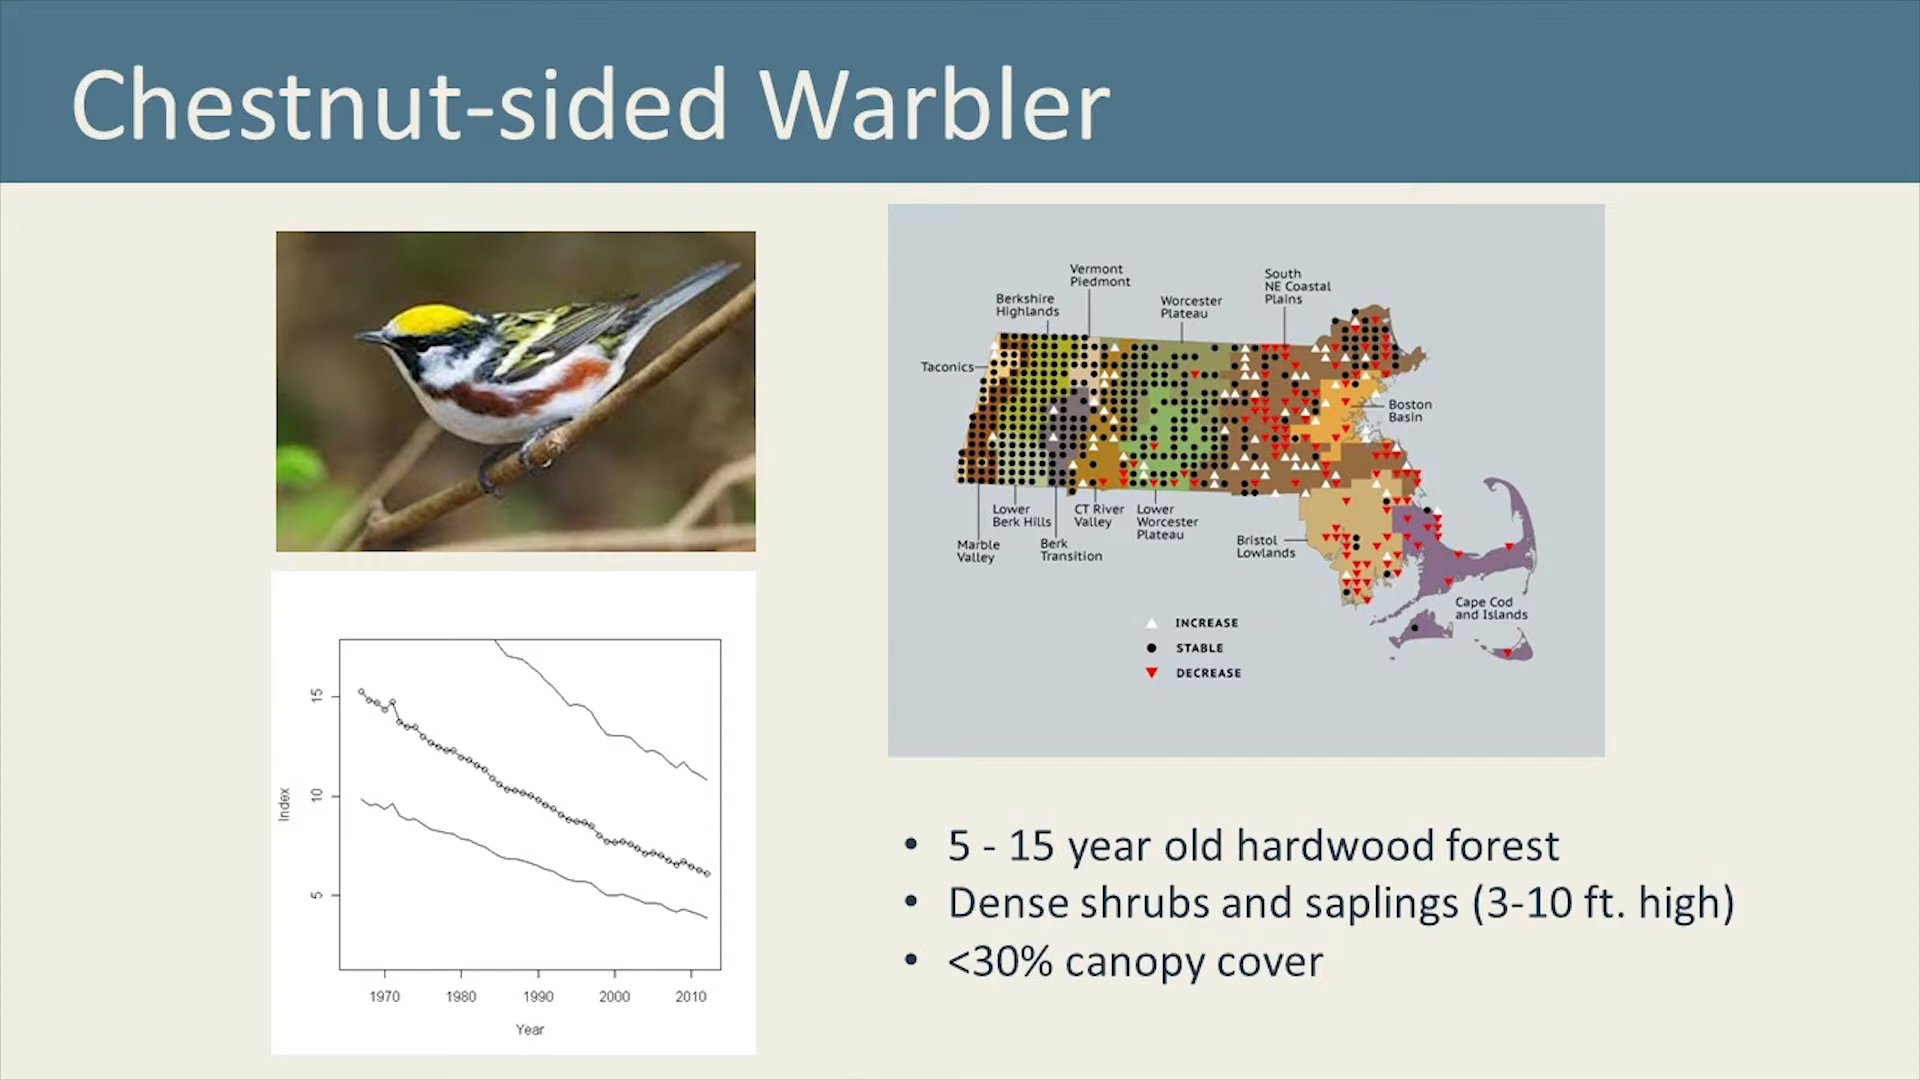 Chestnut-sided Warbler
Vermont
Piedmont
South
NE Coastal
Plains
Berkshire
Highlands
Worcester
Plateau
Taconics
Boston
Basin
Lower
Berk Hills
CT River
Valley
Lower
Worcester
Plateau
Marble
Valley
Berk
Transition
Bristol
Lowlands
Cape Cod
and Islands
INCREASE
STABLE
DECREASE
Index
15
10
5
1970 1980 1990 2000 2010
Year
• 5 - 15 year old hardwood forest
• Dense shrubs and saplings (3-10 ft. high)
• <30% canopy cover